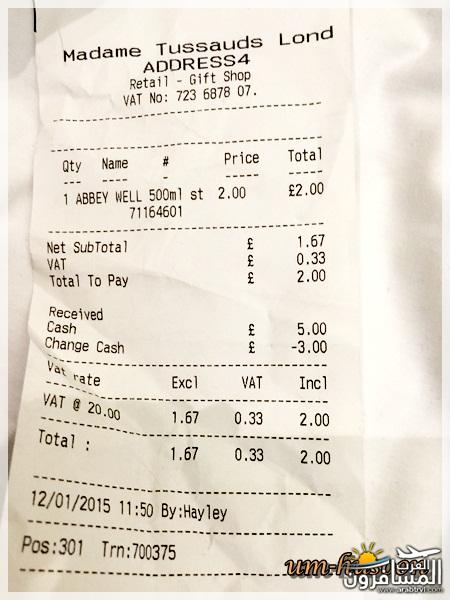 Madame Tussauds Lond
ADDRESS4
Retail - Gift Shop
VAT No: 723 6878 07.
Qty Name # Price Total
1 ABBEY WELL 500ml st 2.00 £2.00
71164601
Net SubTotal £ 1.67
VAT £ 0.33
Total To Pay £ 2.00
Received
Cash £ 5.00
Change Cash £ -3.00
Vat rate Excl VAT Incl
VAT @ 20.00 1.67 0.33 2.00
Total : 1.67 0.33 2.00
12/01/2015 11:50 By:Hayley
Pos:301 Trn:700375
المسافرون
www.arabtvl.com